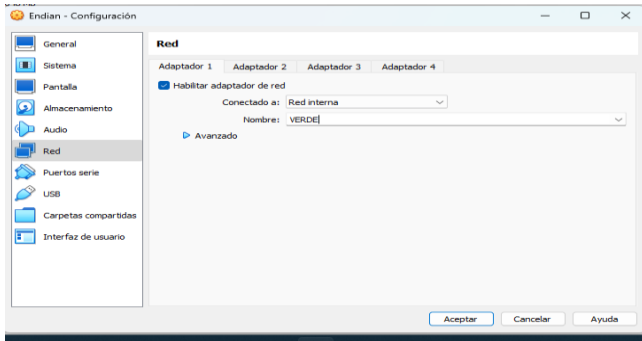 Endian - Configuración
General
Sistema
Pantalla
Almacenamiento
Audio
Red
Puertos serie
USB
Carpetas compartidas
Interfaz de usuario
Red
Adaptador 1 Adaptador 2 Adaptador 3 Adaptador 4
Habilitar adaptador de red
Conectado a: Red interna
Nombre: VERDE
Avanzado
Aceptar Cancelar Ayuda